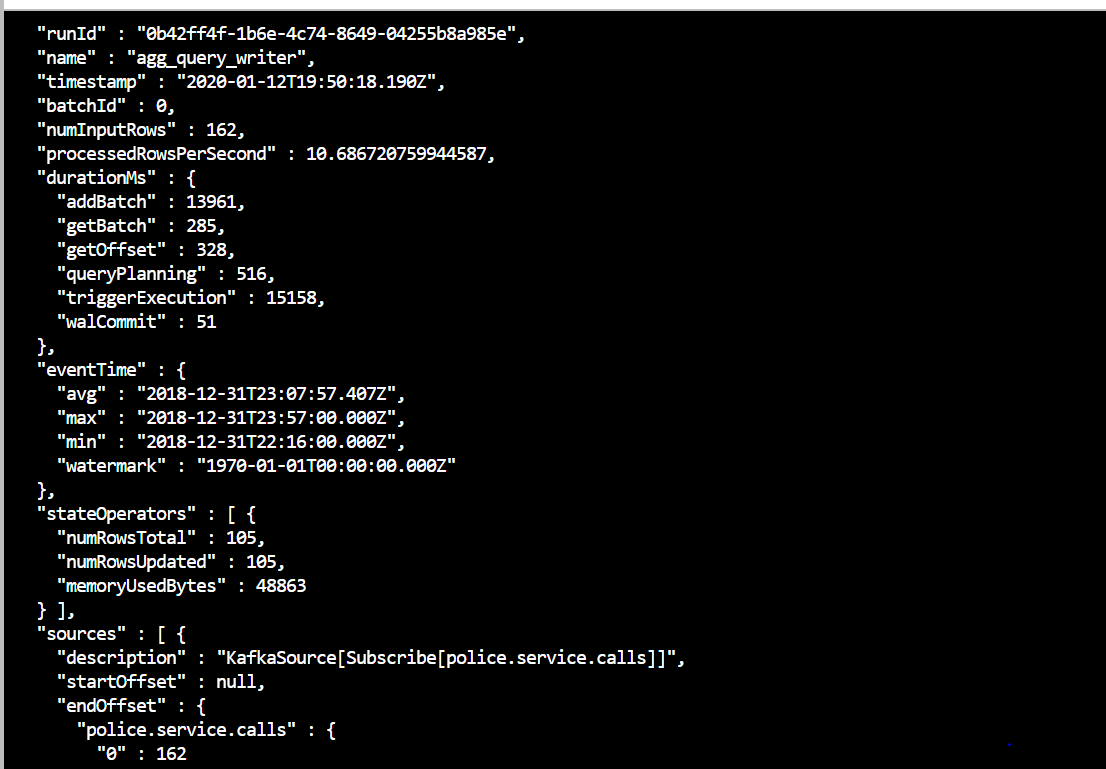 "runId" : "0b42ff4f-1b6e-4c74-8649-04255b8a985e",
"name" : "agg_query_writer",
"timestamp" : "2020-01-12T19:50:18.190Z",
"batchId" : 0,
"numInputRows" : 162,
"processedRowsPerSecond" : 10.686720759944587,
"durationMs" : {
"addBatch" : 13961,
"getBatch" : 285,
"getOffset" : 328,
"queryPlanning" : 516,
"triggerExecution" : 15158,
"walCommit" : 51
},
"eventTime" : {
"avg" : "2018-12-31T23:07:57.407Z",
"max" : "2018-12-31T23:57:00.000Z",
"min" : "2018-12-31T22:16:00.000Z",
"watermark" : "1970-01-01T00:00:00.000Z"
},
"stateOperators" : [ {
"numRowsTotal" : 105,
"numRowsUpdated" : 105,
"memoryUsedBytes" : 48863
} ],
"sources" : [ {
"description" : "KafkaSource[Subscribe[police.service.calls]]",
"startOffset" : null,
"endOffset" : {
"police.service.calls" : {
"0" : 162